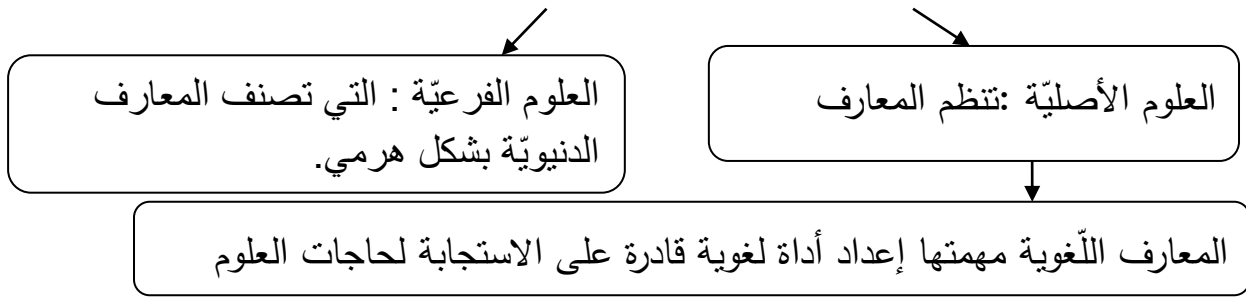 العلوم الأصليّة :تنظم المعارف
العلوم الفرعيّة : التي تصنف المعارف
الدنيويّة بشكل هرمي.
المعارف اللّغوية مهمتها إعداد أداة لغوية قادرة على الاستجابة لحاجات العلوم